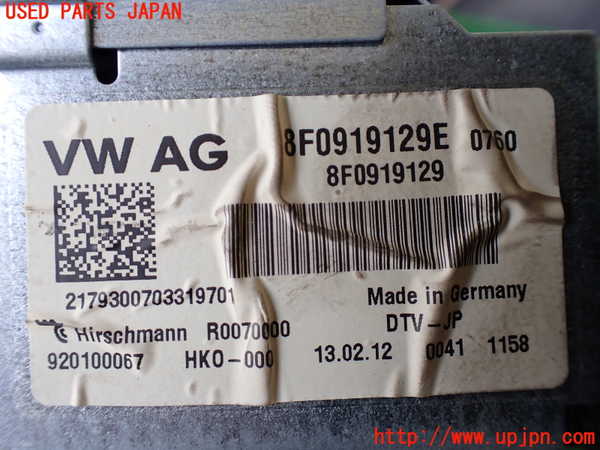 USED PARTS JAPAN
VW AG
8F0919129E 0760
8F0919129
2179300703319701
Made in Germany
Hirschmann R0070000
DTV-JP
920100067 HKO-000 13.02.12 0041 1158
http://www.upjpn.com